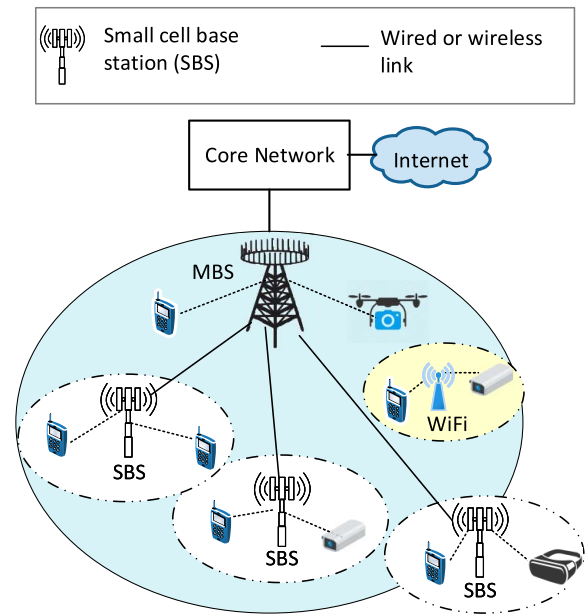 Small cell base
station (SBS)
Wired or wireless
link
Core Network
Internet
MBS
WiFi
SBS
SBS
SBS